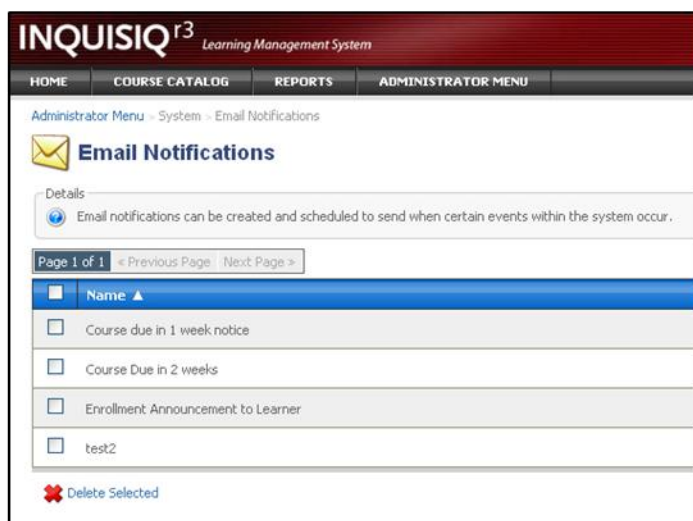 INQUISIQ r3 Learning Management System
HOME COURSE CATALOG REPORTS ADMINISTRATOR MENU
Administrator Menu » System » Email Notifications
Email Notifications
Details
Email notifications can be created and scheduled to send when certain events within the system occur.
Page 1 of 1 « Previous Page Next Page »
Name ▲
Course due in 1 week notice
Course Due in 2 weeks
Enrollment Announcement to Learner
test2
Delete Selected